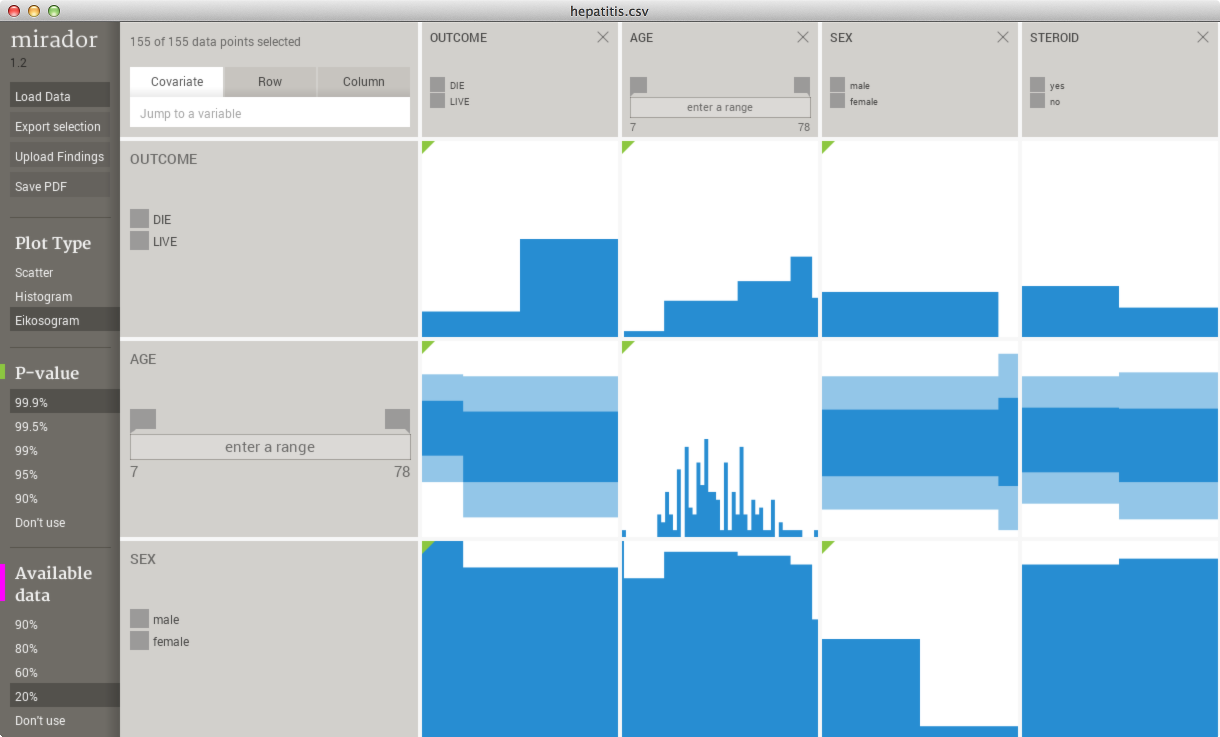 hepatitis.csv
mirador
1.2
Load Data
Export selection
Upload Findings
Save PDF
Plot Type
Scatter
Histogram
Eikosogram
P-value
99.9%
99.5%
99%
95%
90%
Don't use
Available
data
90%
80%
60%
20%
Don't use
155 of 155 data points selected
Covariate Row Column
Jump to a variable
OUTCOME
DIE
LIVE
AGE
enter a range
7 78
SEX
male
female
STEROID
yes
no
OUTCOME
DIE
LIVE
AGE
enter a range
7 78
SEX
male
female